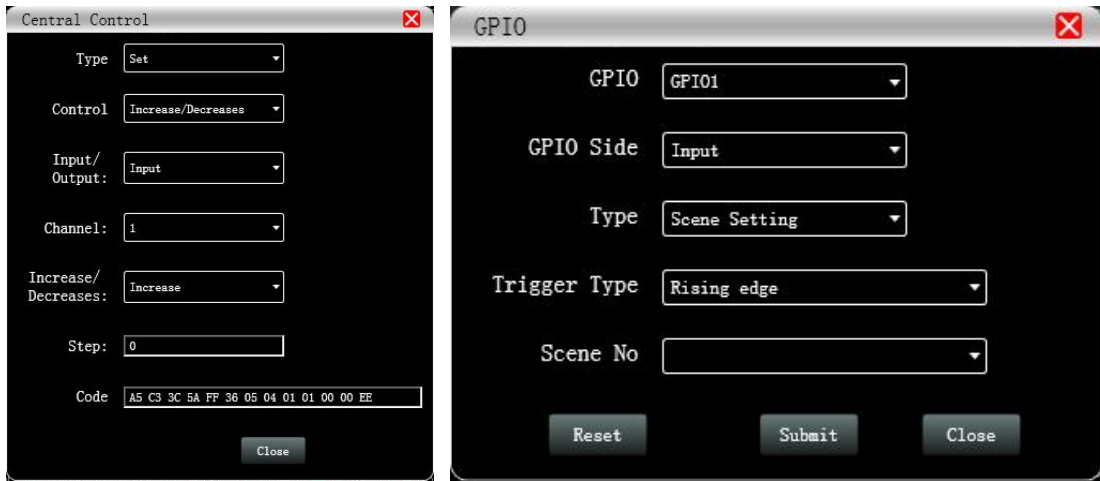 Central Control
Type Set
Control Increase/Decreases
Input/
Output: Input
Channel: 1
Increase/
Decreases: Increase
Step: 0
Code A5 C3 3C 5A FF 36 05 04 01 01 00 00 EE
Close
GPIO
GPIO GPIO1
GPIO Side Input
Type Scene Setting
Trigger Type Rising edge
Scene No
Reset Submit Close